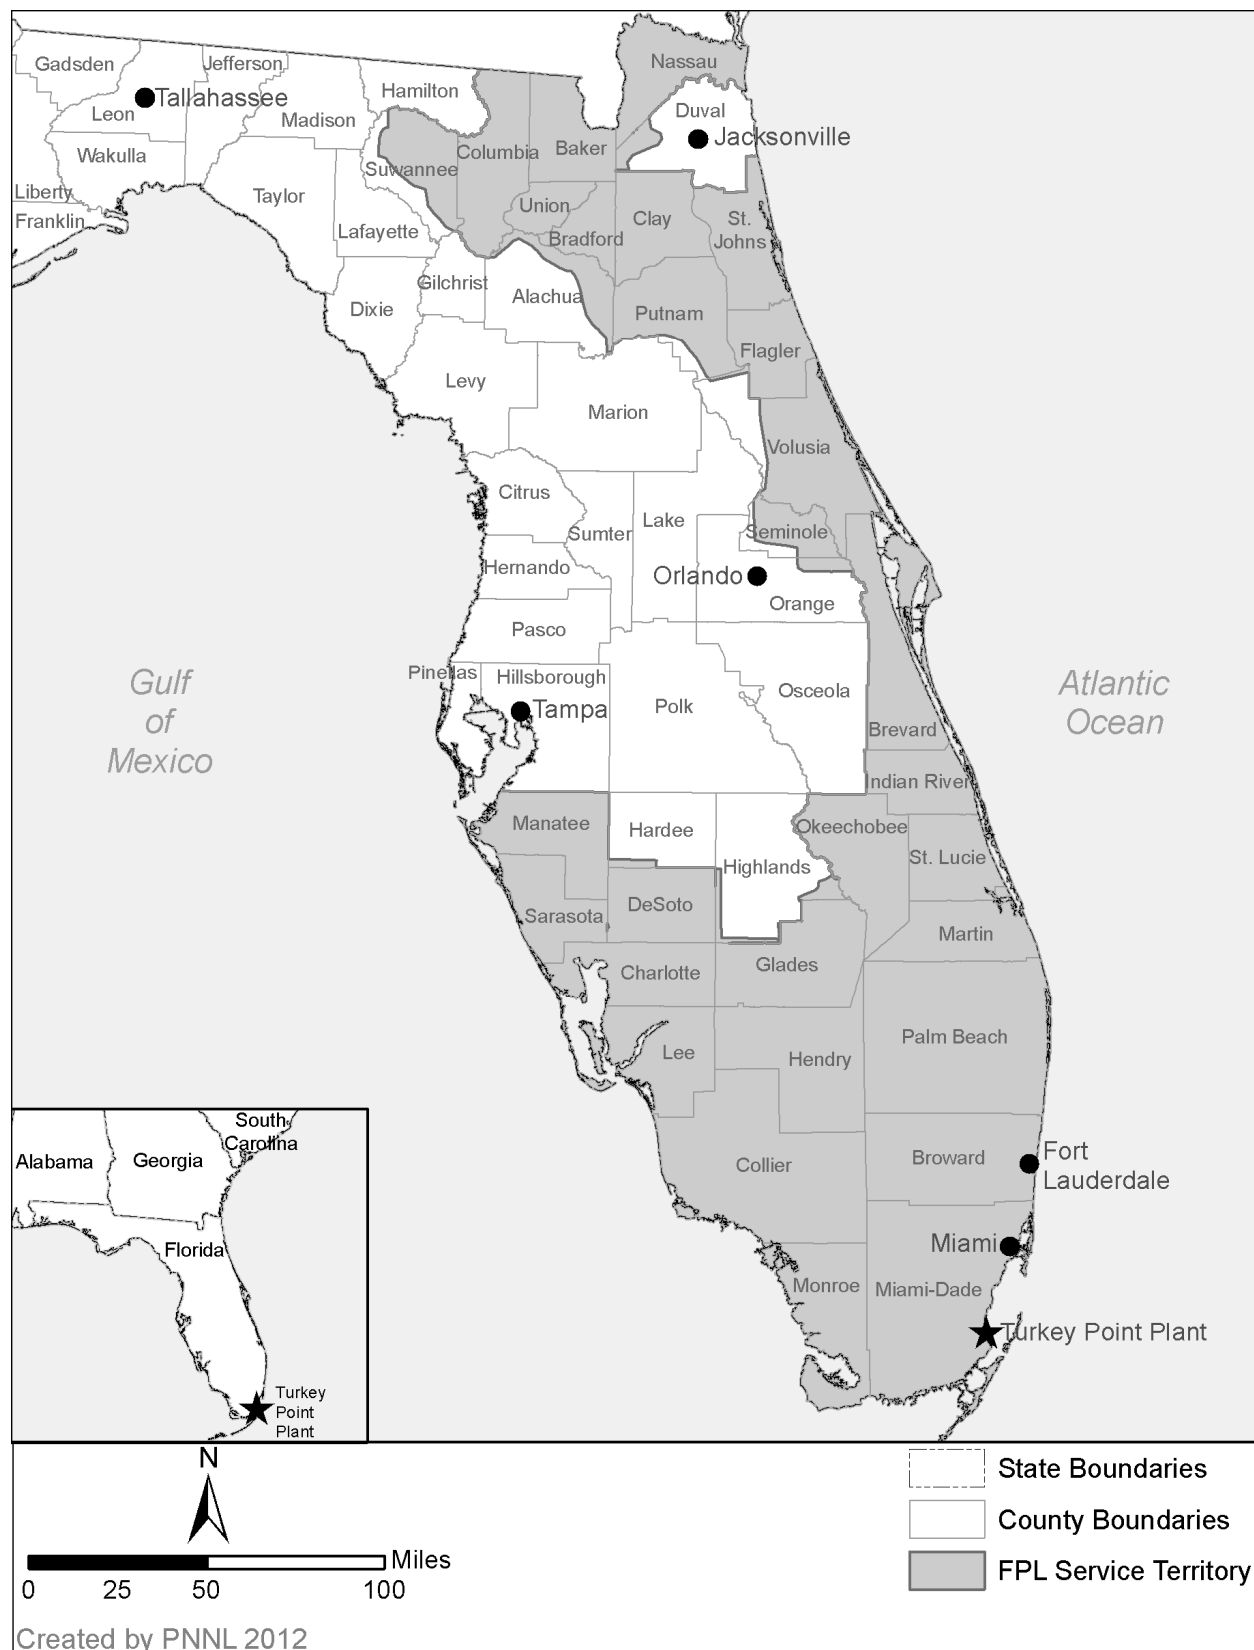 Nassau
Gadsden
Jefferson
Hamilton
Tallahassee
Duval
Leon
Madison
Jacksonville
Wakulla
Columbia
Baker
Suwannee
Liberty
Taylor
Union
Clay
St.
Johns
Franklin
Lafayette
Bradford
Gilchrist
Alachua
Dixie
Putnam
Flagler
Levy
Marion
Volusia
Citrus
Sumter
Lake
Seminole
Hernando
Orlando
Orange
Pasco
Pinellas
Hillsborough
Tampa
Polk
Osceola
Gulf
of
Mexico
Atlantic
Ocean
Brevard
Indian River
Manatee
Hardee
Okeechobee
Highlands
St. Lucie
Sarasota
DeSoto
Martin
Charlotte
Glades
Palm Beach
Lee
Hendry
Collier
Broward
Fort
Lauderdale
Miami
Monroe
Miami-Dade
Turkey Point Plant
South
Carolina
Alabama
Georgia
Florida
Turkey
Point
Plant
N
Miles
0 25 50 100
State Boundaries
County Boundaries
FPL Service Territory
Created by PNNL 2012